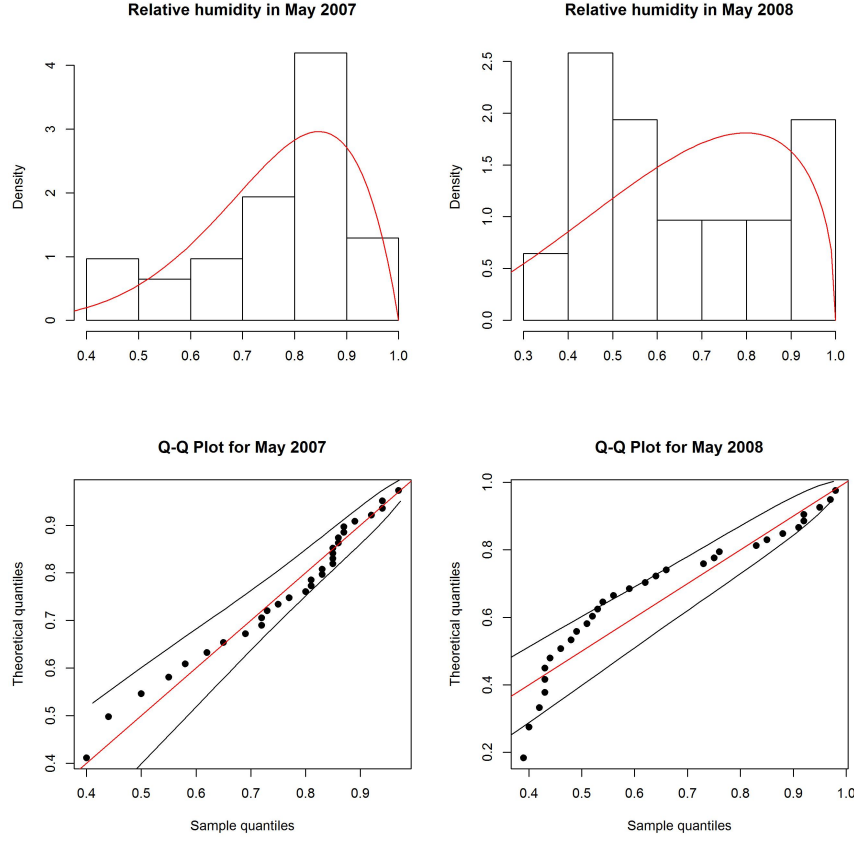 Relative humidity in May 2007
Density
0 1 2 3 4
0.4 0.5 0.6 0.7 0.8 0.9 1.0
Relative humidity in May 2008
Density
0.0 0.5 1.0 1.5 2.0 2.5
0.3 0.4 0.5 0.6 0.7 0.8 0.9 1.0
Q-Q Plot for May 2007
Theoretical quantiles
0.4 0.5 0.6 0.7 0.8 0.9
0.4 0.5 0.6 0.7 0.8 0.9
Sample quantiles
Q-Q Plot for May 2008
Theoretical quantiles
0.2 0.4 0.6 0.8 1.0
0.4 0.5 0.6 0.7 0.8 0.9 1.0
Sample quantiles